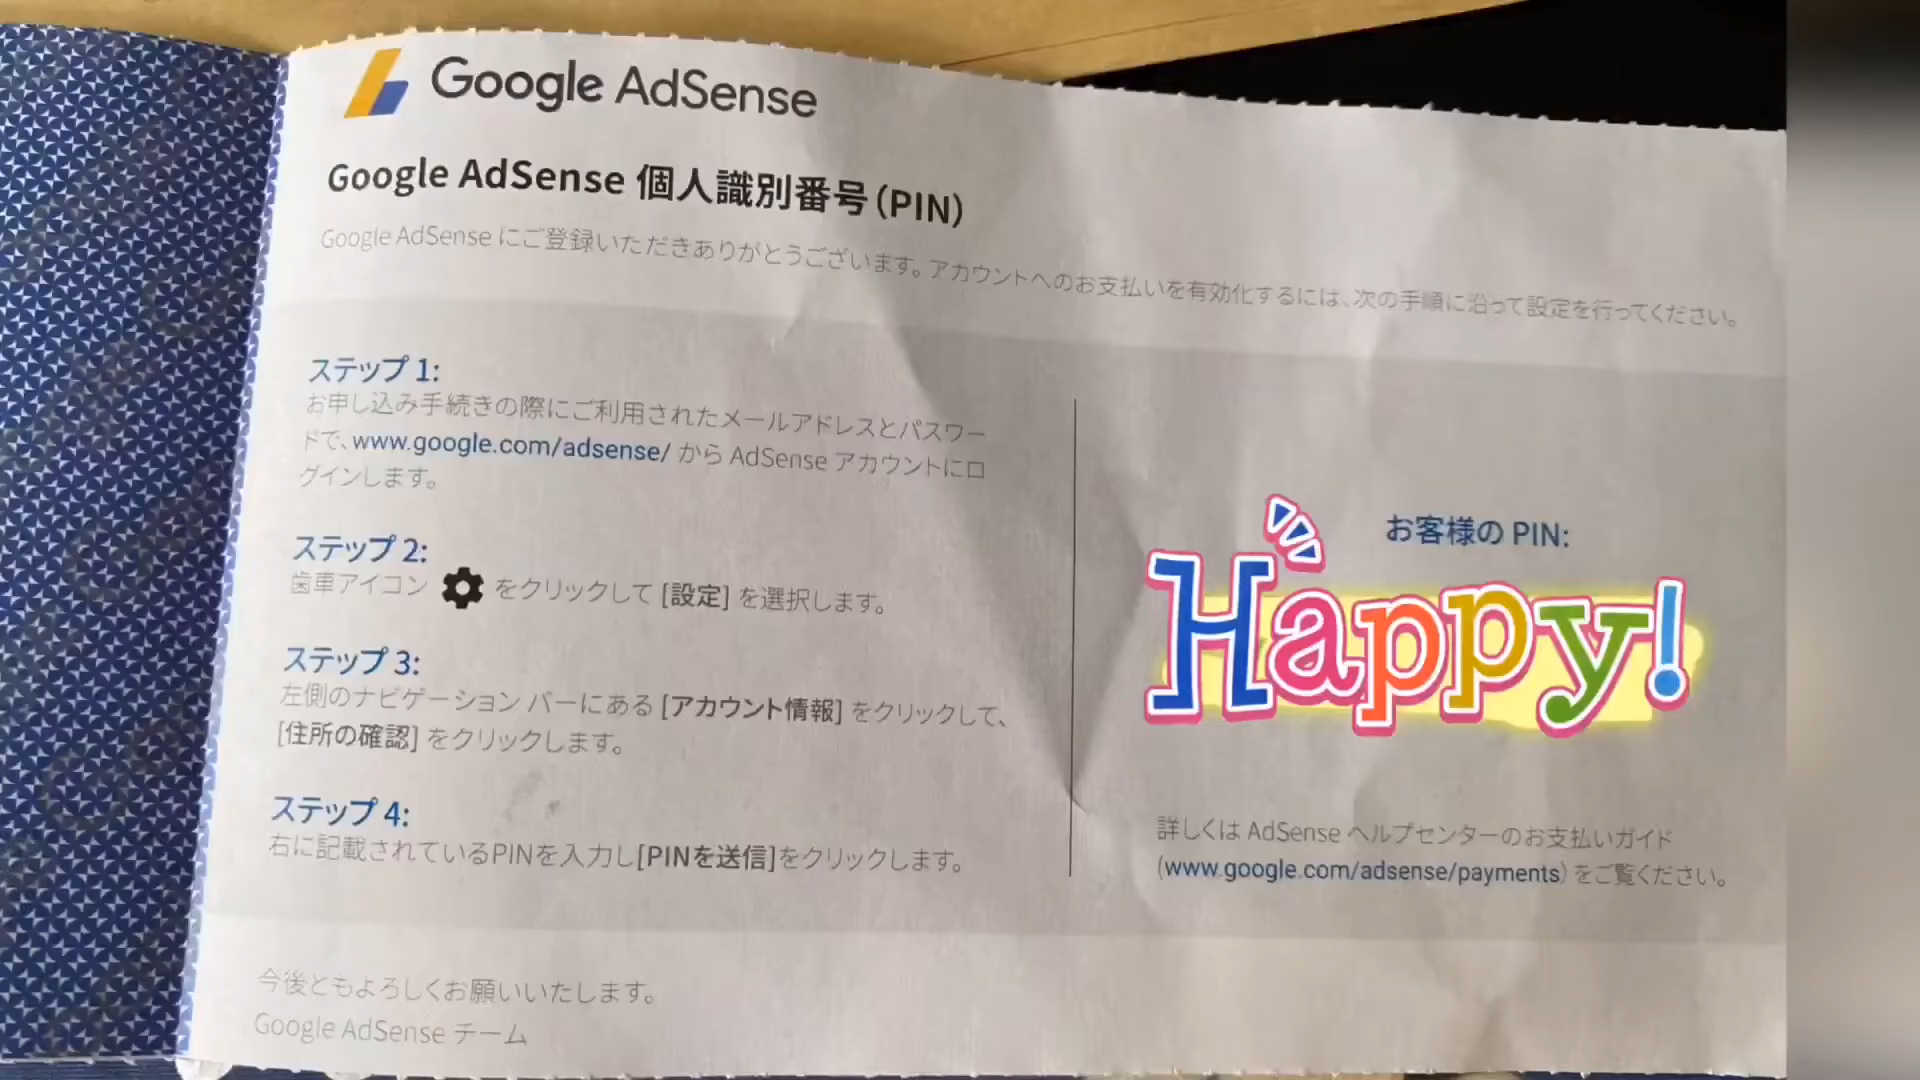 Google AdSense
Google AdSense 個人識別番号(PIN)
Google AdSense にご登録いただきありがとうございます。アカウントへのお支払いを有効化するには、次の手順に沿って設定を行ってください。
ステップ 1:
お申し込み手続きの際にご利用されたメールアドレスとパスワー
ドで、www.google.com/adsense/ から AdSense アカウントにロ
グインします。
ステップ 2:
歯車アイコン をクリックして [設定] を選択します。
ステップ 3:
左側のナビゲーション バーにある [アカウント情報] をクリックして、
[住所の確認] をクリックします。
ステップ 4:
右に記載されているPINを入力し[PINを送信]をクリックします。
お客様の PIN:
Happy!
詳しくは AdSense ヘルプセンターのお支払いガイド
(www.google.com/adsense/payments) をご覧ください。
今後ともよろしくお願いいたします。
Google AdSense チーム